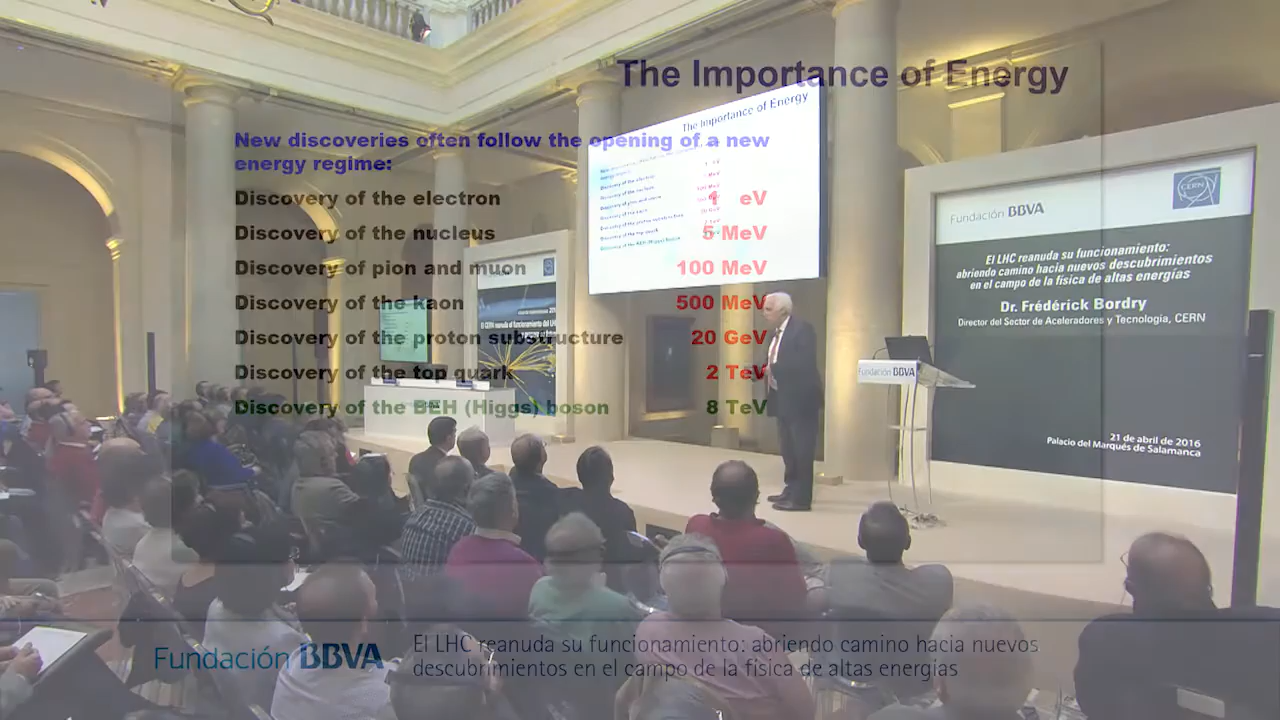 The Importance of Energy
New discoveries often follow the opening of a new
energy regime:
Discovery of the electron 1 eV
Discovery of the nucleus 5 MeV
Discovery of pion and muon 100 MeV
Discovery of the kaon 500 MeV
Discovery of the proton substructure 20 GeV
Discovery of the top quark 2 TeV
Discovery of the BEH (Higgs) boson 8 TeV
The Importance of Energy
Fundación BBVA
CERN
El LHC reanuda su funcionamiento:
abriendo camino hacia nuevos descubrimientos
en el campo de la física de altas energías
Dr. Frédérick Bordry
Director del Sector de Aceleradores y Tecnología, CERN
21 de abril de 2016
Palacio del Marqués de Salamanca
Fundación BBVA
Fundación BBVA
El LHC reanuda su funcionamiento: abriendo camino hacia nuevos
descubrimientos en el campo de la física de altas energías